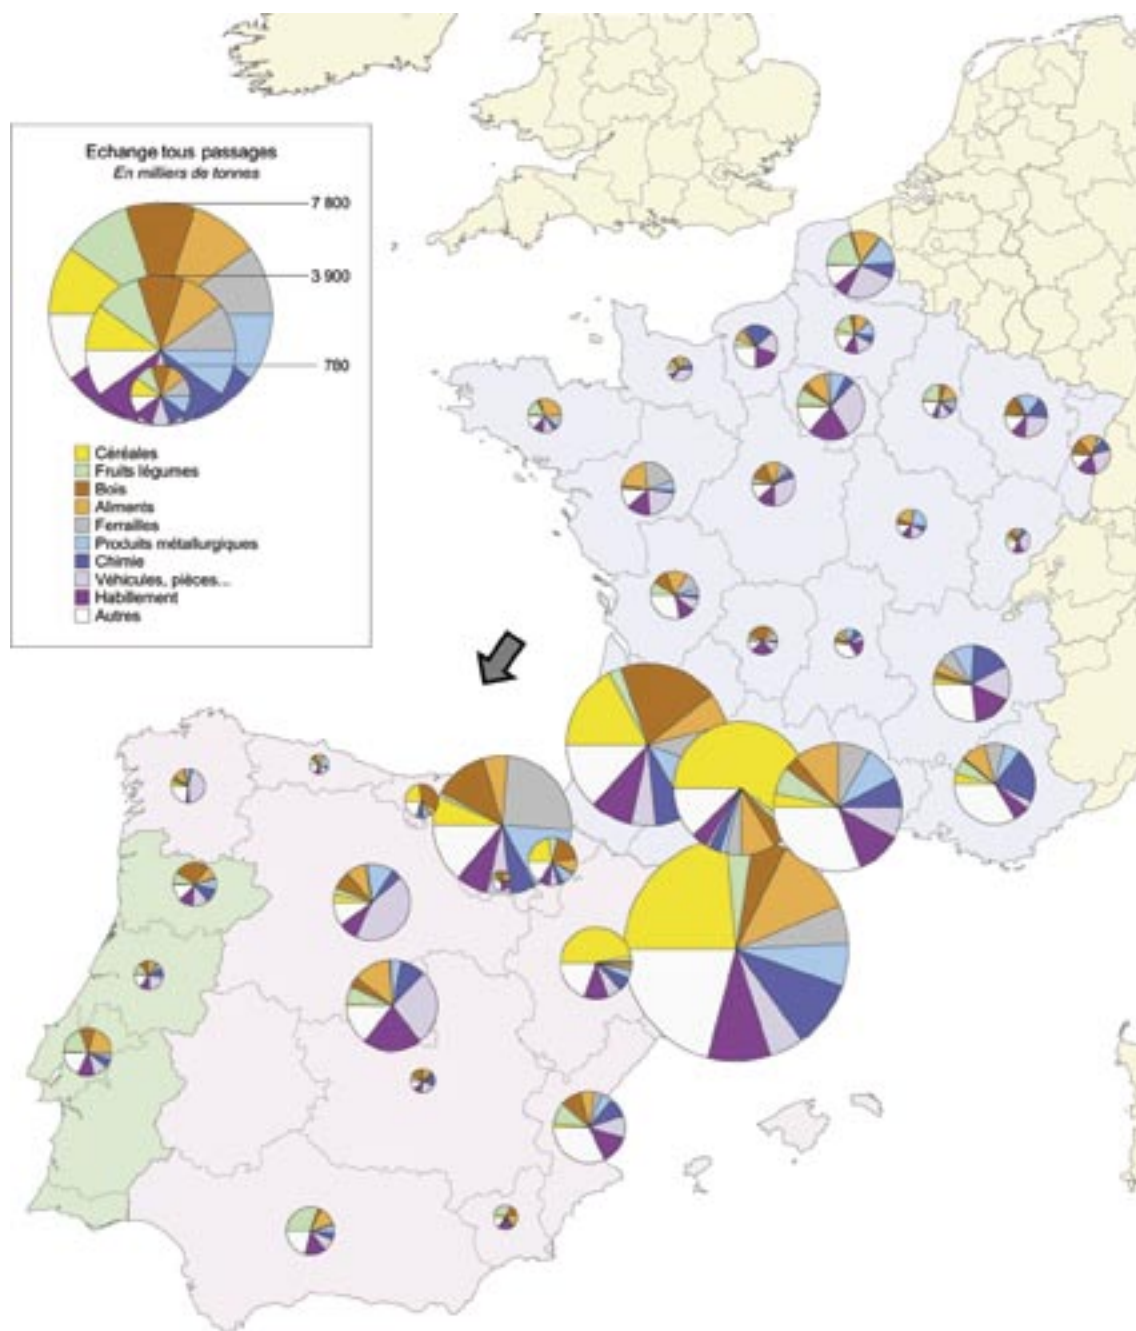 Echange tous passages
En milliers de tonnes
7 800
3 900
780
Céréales
Fruits légumes
Bois
Aliments
Ferrailles
Produits métallurgiques
Chimie
Véhicules, pièces...
Habillement
Autres